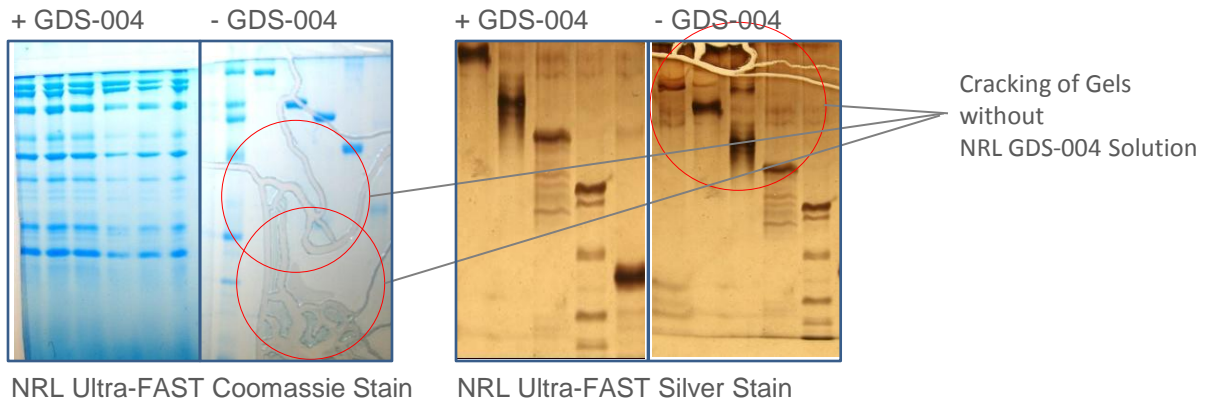 + GDS-004 - GDS-004 + GDS-004 - GDS-004
Cracking of Gels
without
NRL GDS-004 Solution
NRL Ultra-FAST Coomassie Stain NRL Ultra-FAST Silver Stain